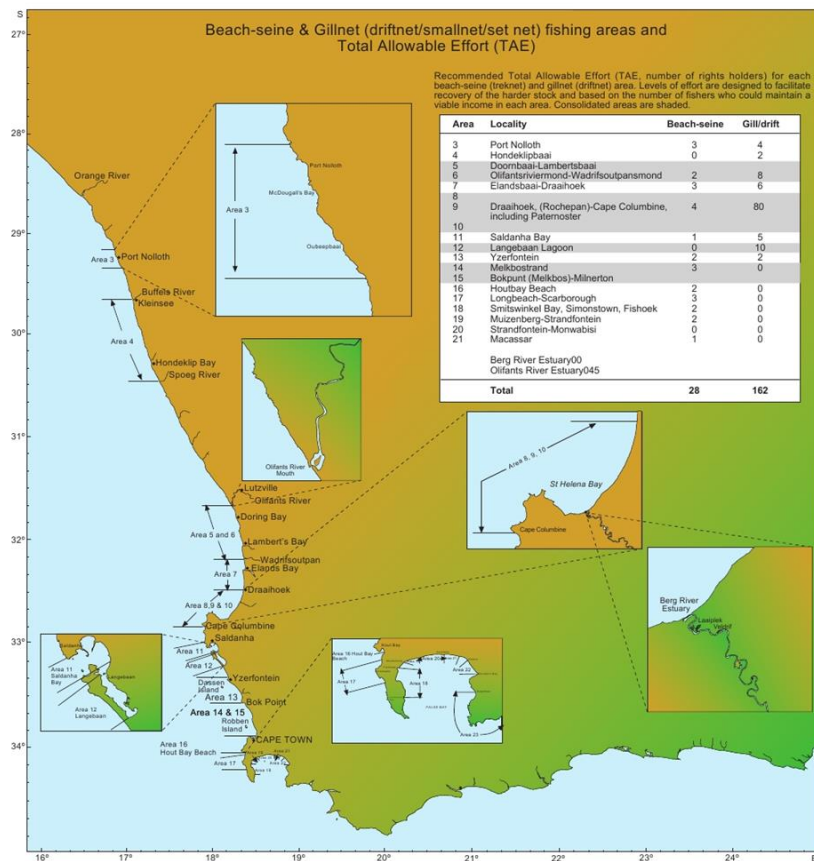 Beach-seine & Gillnet (driftnet/smallnet/set net) fishing areas and
Total Allowable Effort (TAE)
Recommended Total Allowable Effort (TAE, number of rights holders) for each
beach-seine (treknet) and gillnet (driftnet) area. Levels of effort are designed to facilitate
recovery of the harder stock and based on the number of fishers who could maintain a
viable income in each area. Consolidated areas are shaded.
Area Locality Beach-seine Gill/drift
3 Port Nolloth 3 4
4 Hondeklipbaai 0 2
5 Doornbaai-Lambertsbaai
6 Olifantsriviermond-Wadrifsoutpansmond 2 8
7 Elandsbaai-Draaihoek 3 6
8
9 Draaihoek, (Rochepan)-Cape Columbine, 4 80
including Paternoster
10
11 Saldanha Bay 1 5
12 Langebaan Lagoon 0 10
13 Yzerfontein 2 2
14 Melkbostrand 3 0
15 Bokpunt (Melkbos)-Milnerton
16 Houtbay Beach 2 0
17 Longbeach-Scarborough 3 0
18 Smitswinkel Bay, Simonstown, Fishoek 2 0
19 Muizenberg-Strandfontein 2 0
20 Strandfontein-Monwabisi 0 0
21 Macassar 1 0
Berg River Estuary00
Olifants River Estuary045
Total 28 162
S
27°
28°
29°
30°
31°
32°
33°
34°
Port Nolloth
McDougall's Bay
Area 3
Oubeepbaai
Orange River
Area 3
Port Nolloth
Buffels River
Kleinsee
Area 4
Hondeklip Bay
Spoeg River
Olifants River
Mouth
Lutzville
Olifants River
Doring Bay
Area 5 and 6
Lambert's Bay
Wadrifsoutpan
Elands Bay
Area 7
Draaihoek
Area 8,9 & 10
Cape Columbine
Saldanha
Area 11
Area 12
Dassen
Island
Yzerfontein
Area 13
Bok Point
Area 14 & 15
Robben
Island
CAPE TOWN
Area 16
Hout Bay Beach
Area 17
Area 8, 9, 10
St Helena Bay
Cape Columbine
Berg River
Estuary
Laaiplek
Velddrif
Saldanha
Area 11
Saldanha
Bay
Langebaan
Area 12
Langebaan
Hout Bay
Area 16 Hout Bay
Beach
Area 17
Area 20
Area 19
Area 22
Area 23
16° 17° 18° 19° 20° 21° 22° 23° 24° E